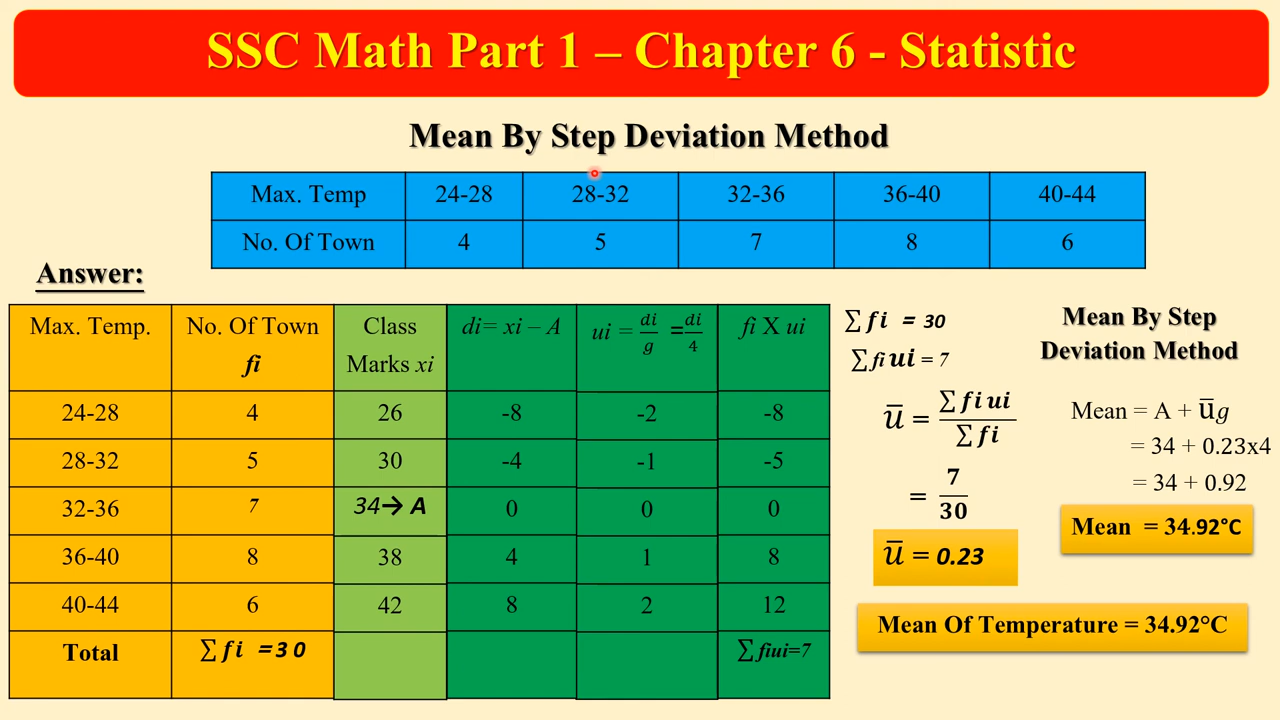 SSC Math Part 1 – Chapter 6 - Statistic
Mean By Step Deviation Method
Max. Temp 24-28 28-32 32-36 36-40 40-44
No. Of Town 4 5 7 8 6
Answer:
Max. Temp. No. Of Town fi Class Marks xi di= xi – A ui = di/g =di/4 fi X ui
24-28 4 26 -8 -2 -8
28-32 5 30 -4 -1 -5
32-36 7 34→ A 0 0 0
36-40 8 38 4 1 8
40-44 6 42 8 2 12
Total ∑fi =30 ∑fiui=7
∑fi = 30
∑fi ui = 7
u̅ = ∑fi ui / ∑fi
= 7/30
u̅ = 0.23
Mean By Step
Deviation Method
Mean = A + u̅g
= 34 + 0.23x4
= 34 + 0.92
Mean = 34.92°C
Mean Of Temperature = 34.92°C